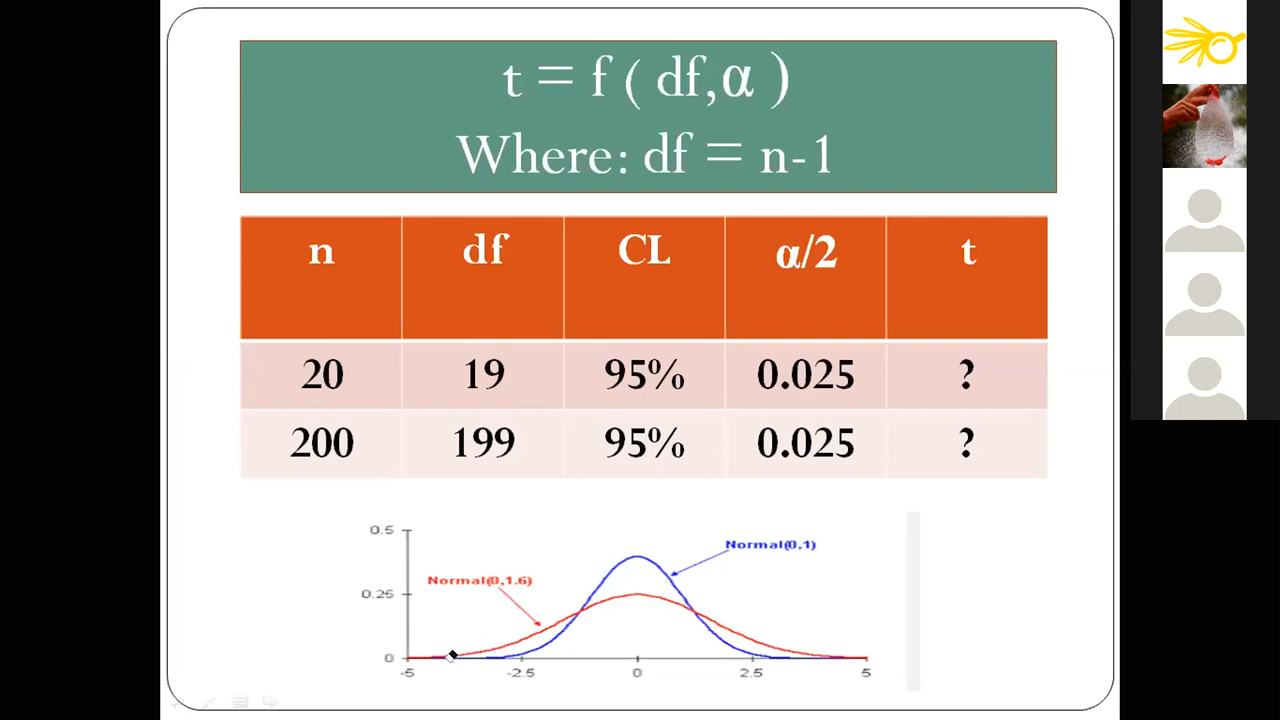 t = f ( df,α )
Where: df = n-1
n df CL α/2 t
20 19 95% 0.025 ?
200 199 95% 0.025 ?
0.5
Normal(0,1)
Normal(0,1.6)
0.25
0
-5 -2.5 0 2.5 5